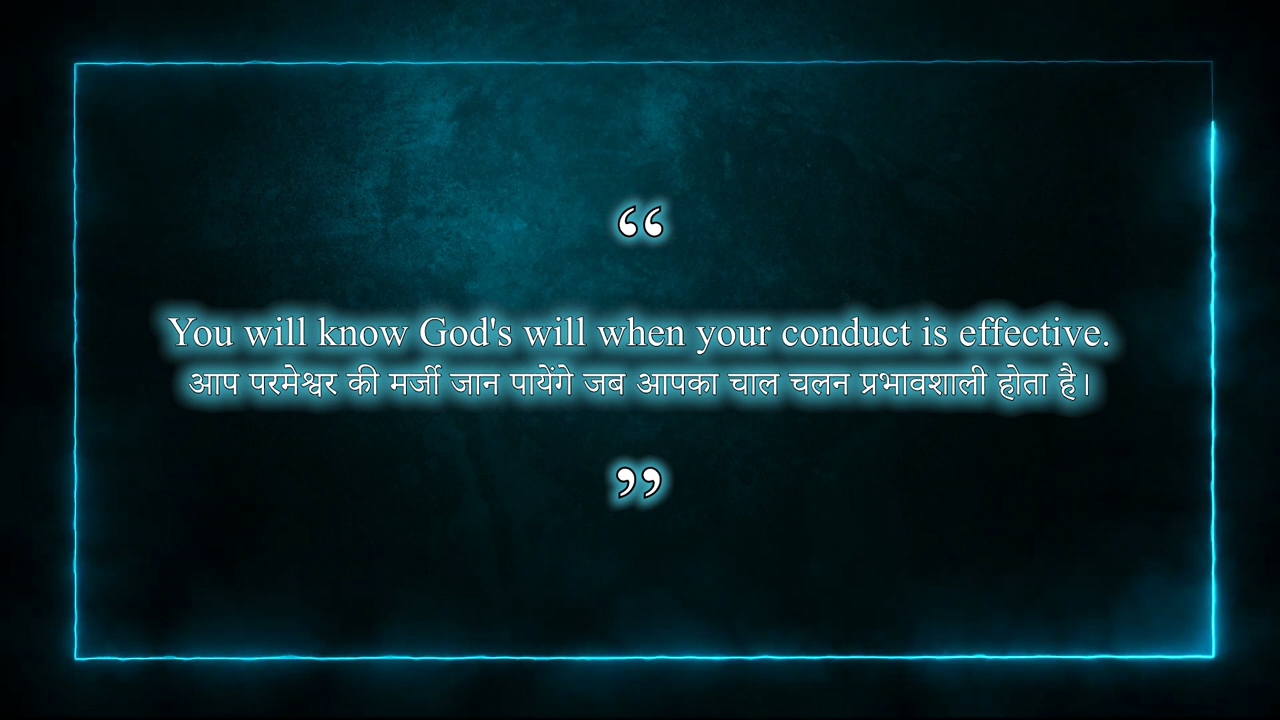 “
You will know God's will when your conduct is effective.
आप परमेश्वर की मर्जी जान पायेंगे जब आपका चाल चलन प्रभावशाली होता है।
”